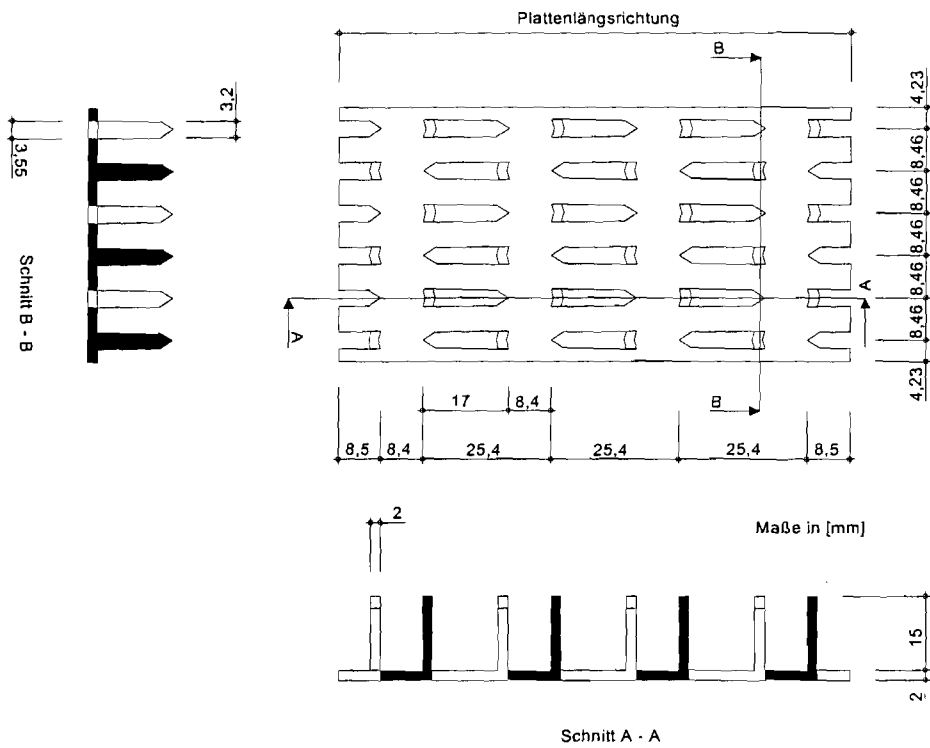 Plattenlängsrichtung
B
3,2
3,55
4,23
8,46
8,46
8,46
8,46
8,46
4,23
Schnitt B - B
A
A
B
17
8,4
8,5
8,4
25,4
25,4
25,4
8,5
2
Maße in [mm]
15
2
Schnitt A - A